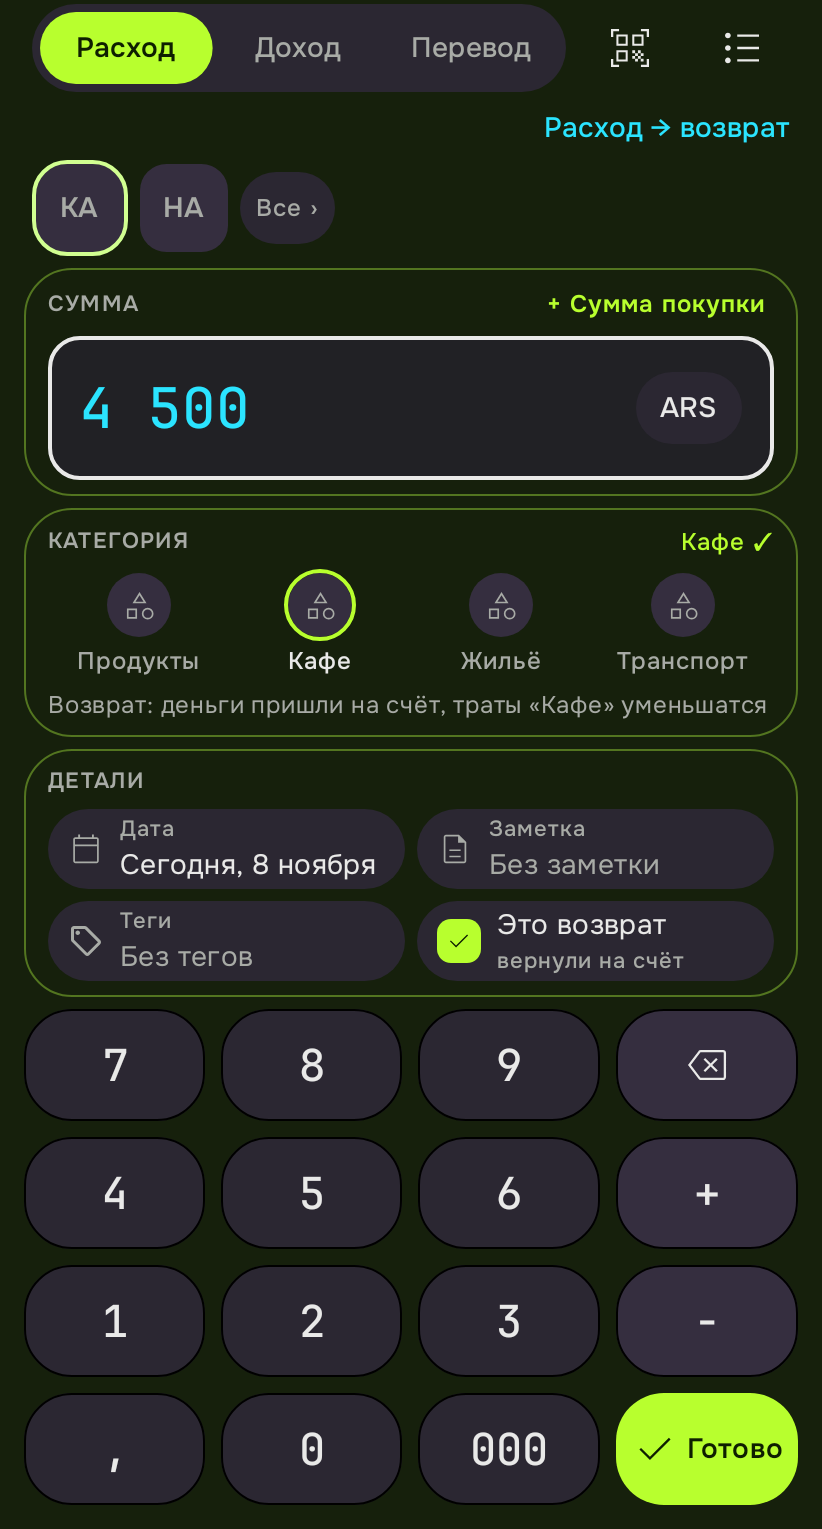 Расход Доход Перевод
Расход → возврат
КА НА Все ›
СУММА + Сумма покупки
4 500 ARS
КАТЕГОРИЯ Кафе ✓
Продукты Кафе Жильё Транспорт
Возврат: деньги пришли на счёт, траты «Кафе» уменьшатся
ДЕТАЛИ
Дата
Сегодня, 8 ноября
Заметка
Без заметки
Теги
Без тегов
Это возврат
вернули на счёт
7 8 9
4 5 6 +
1 2 3 -
, 0 000 Готово